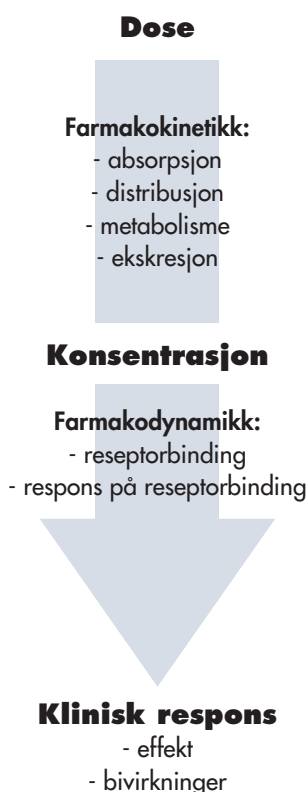 Dose
Farmakokinetikk:
- absorpsjon
- distribusjon
- metabolisme
- ekskresjon
Konsentrasjon
Farmakodynamikk:
- reseptorbinding
- respons på reseptorbinding
Klinisk respons
- effekt
- bivirkninger